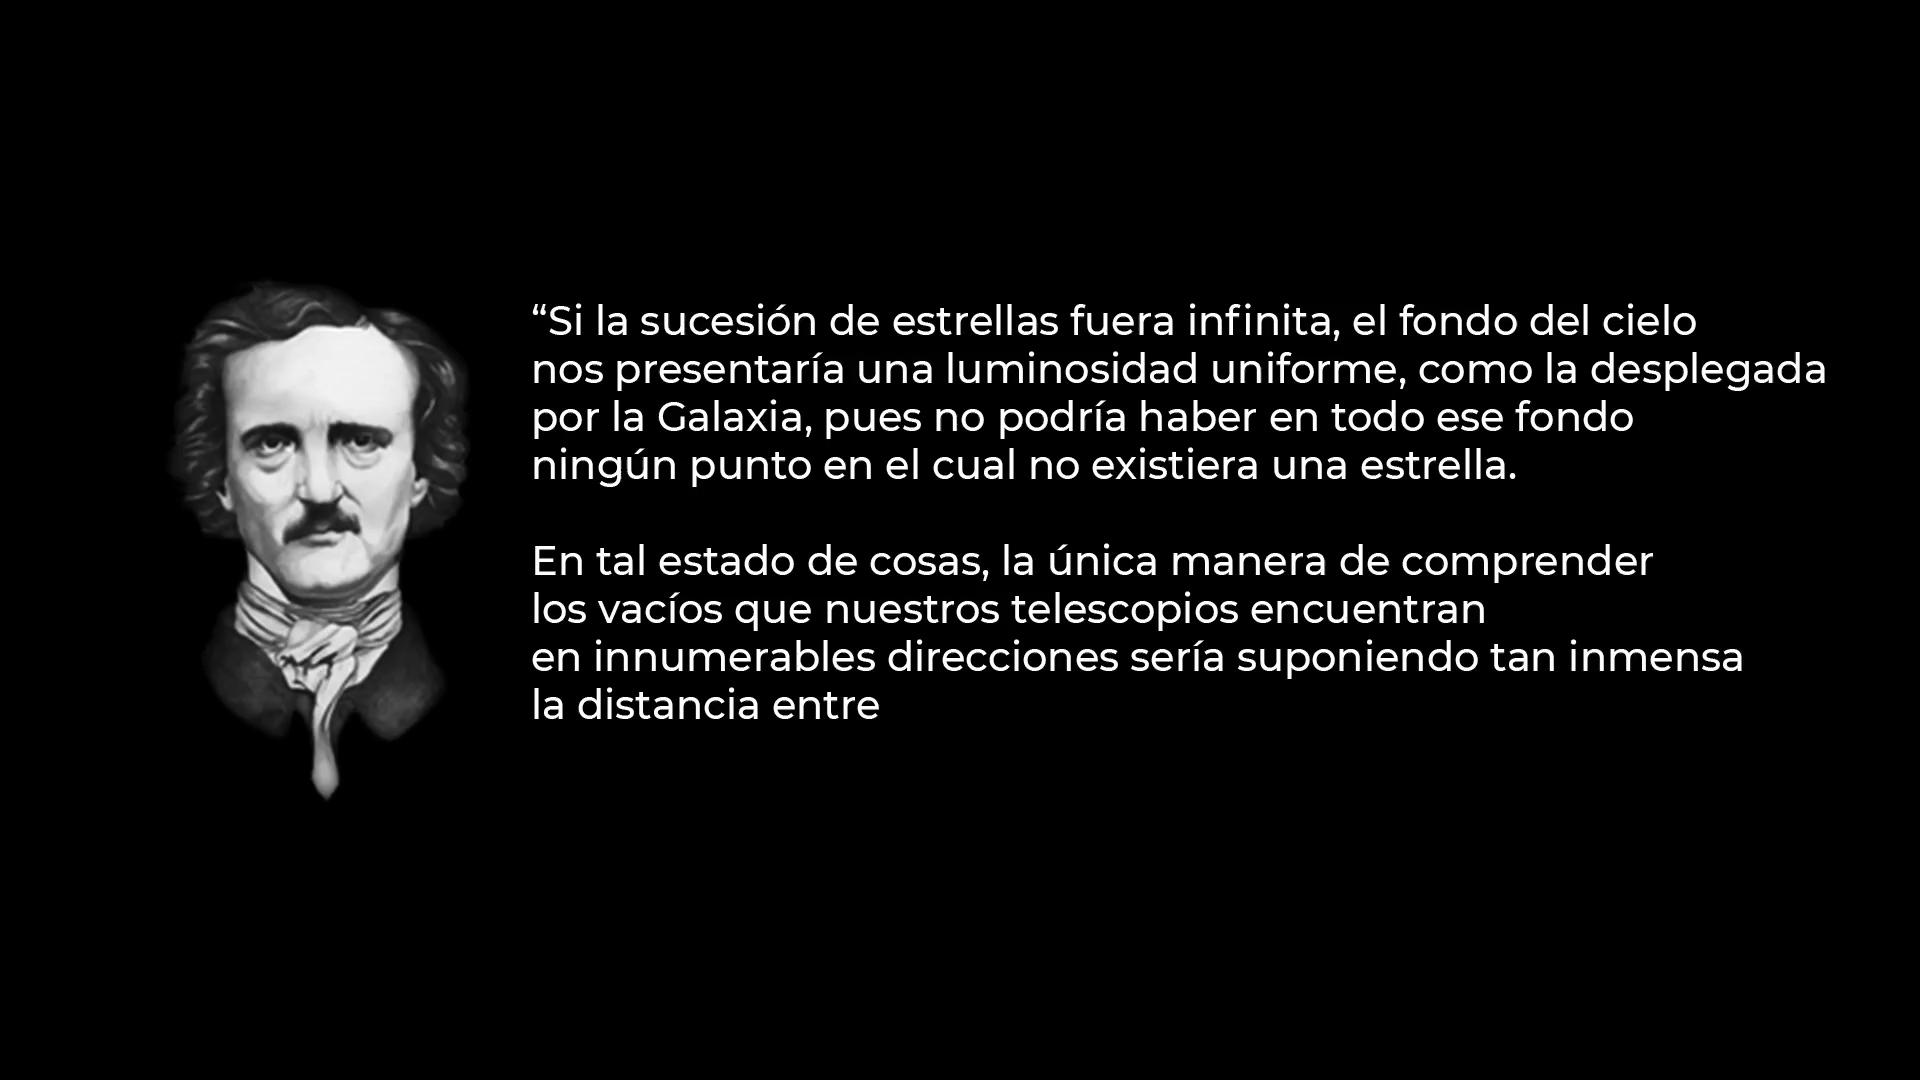 “Si la sucesión de estrellas fuera infinita, el fondo del cielo
nos presentaría una luminosidad uniforme, como la desplegada
por la Galaxia, pues no podría haber en todo ese fondo
ningún punto en el cual no existiera una estrella.
En tal estado de cosas, la única manera de comprender
los vacíos que nuestros telescopios encuentran
en innumerables direcciones sería suponiendo tan inmensa
la distancia entre